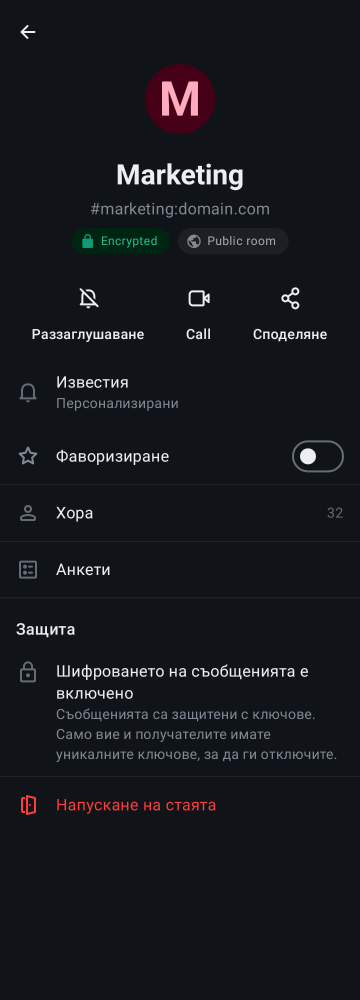 M
Marketing
#marketing:domain.com
Encrypted
Public room
Раззаглушаване
Call
Споделяне
Известия
Персонализирани
Фаворизиране
Хора
32
Анкети
Защита
Шифроването на съобщенията е
включено
Съобщенията са защитени с ключове.
Само вие и получателите имате
уникалните ключове, за да ги отключите.
Напускане на стаята